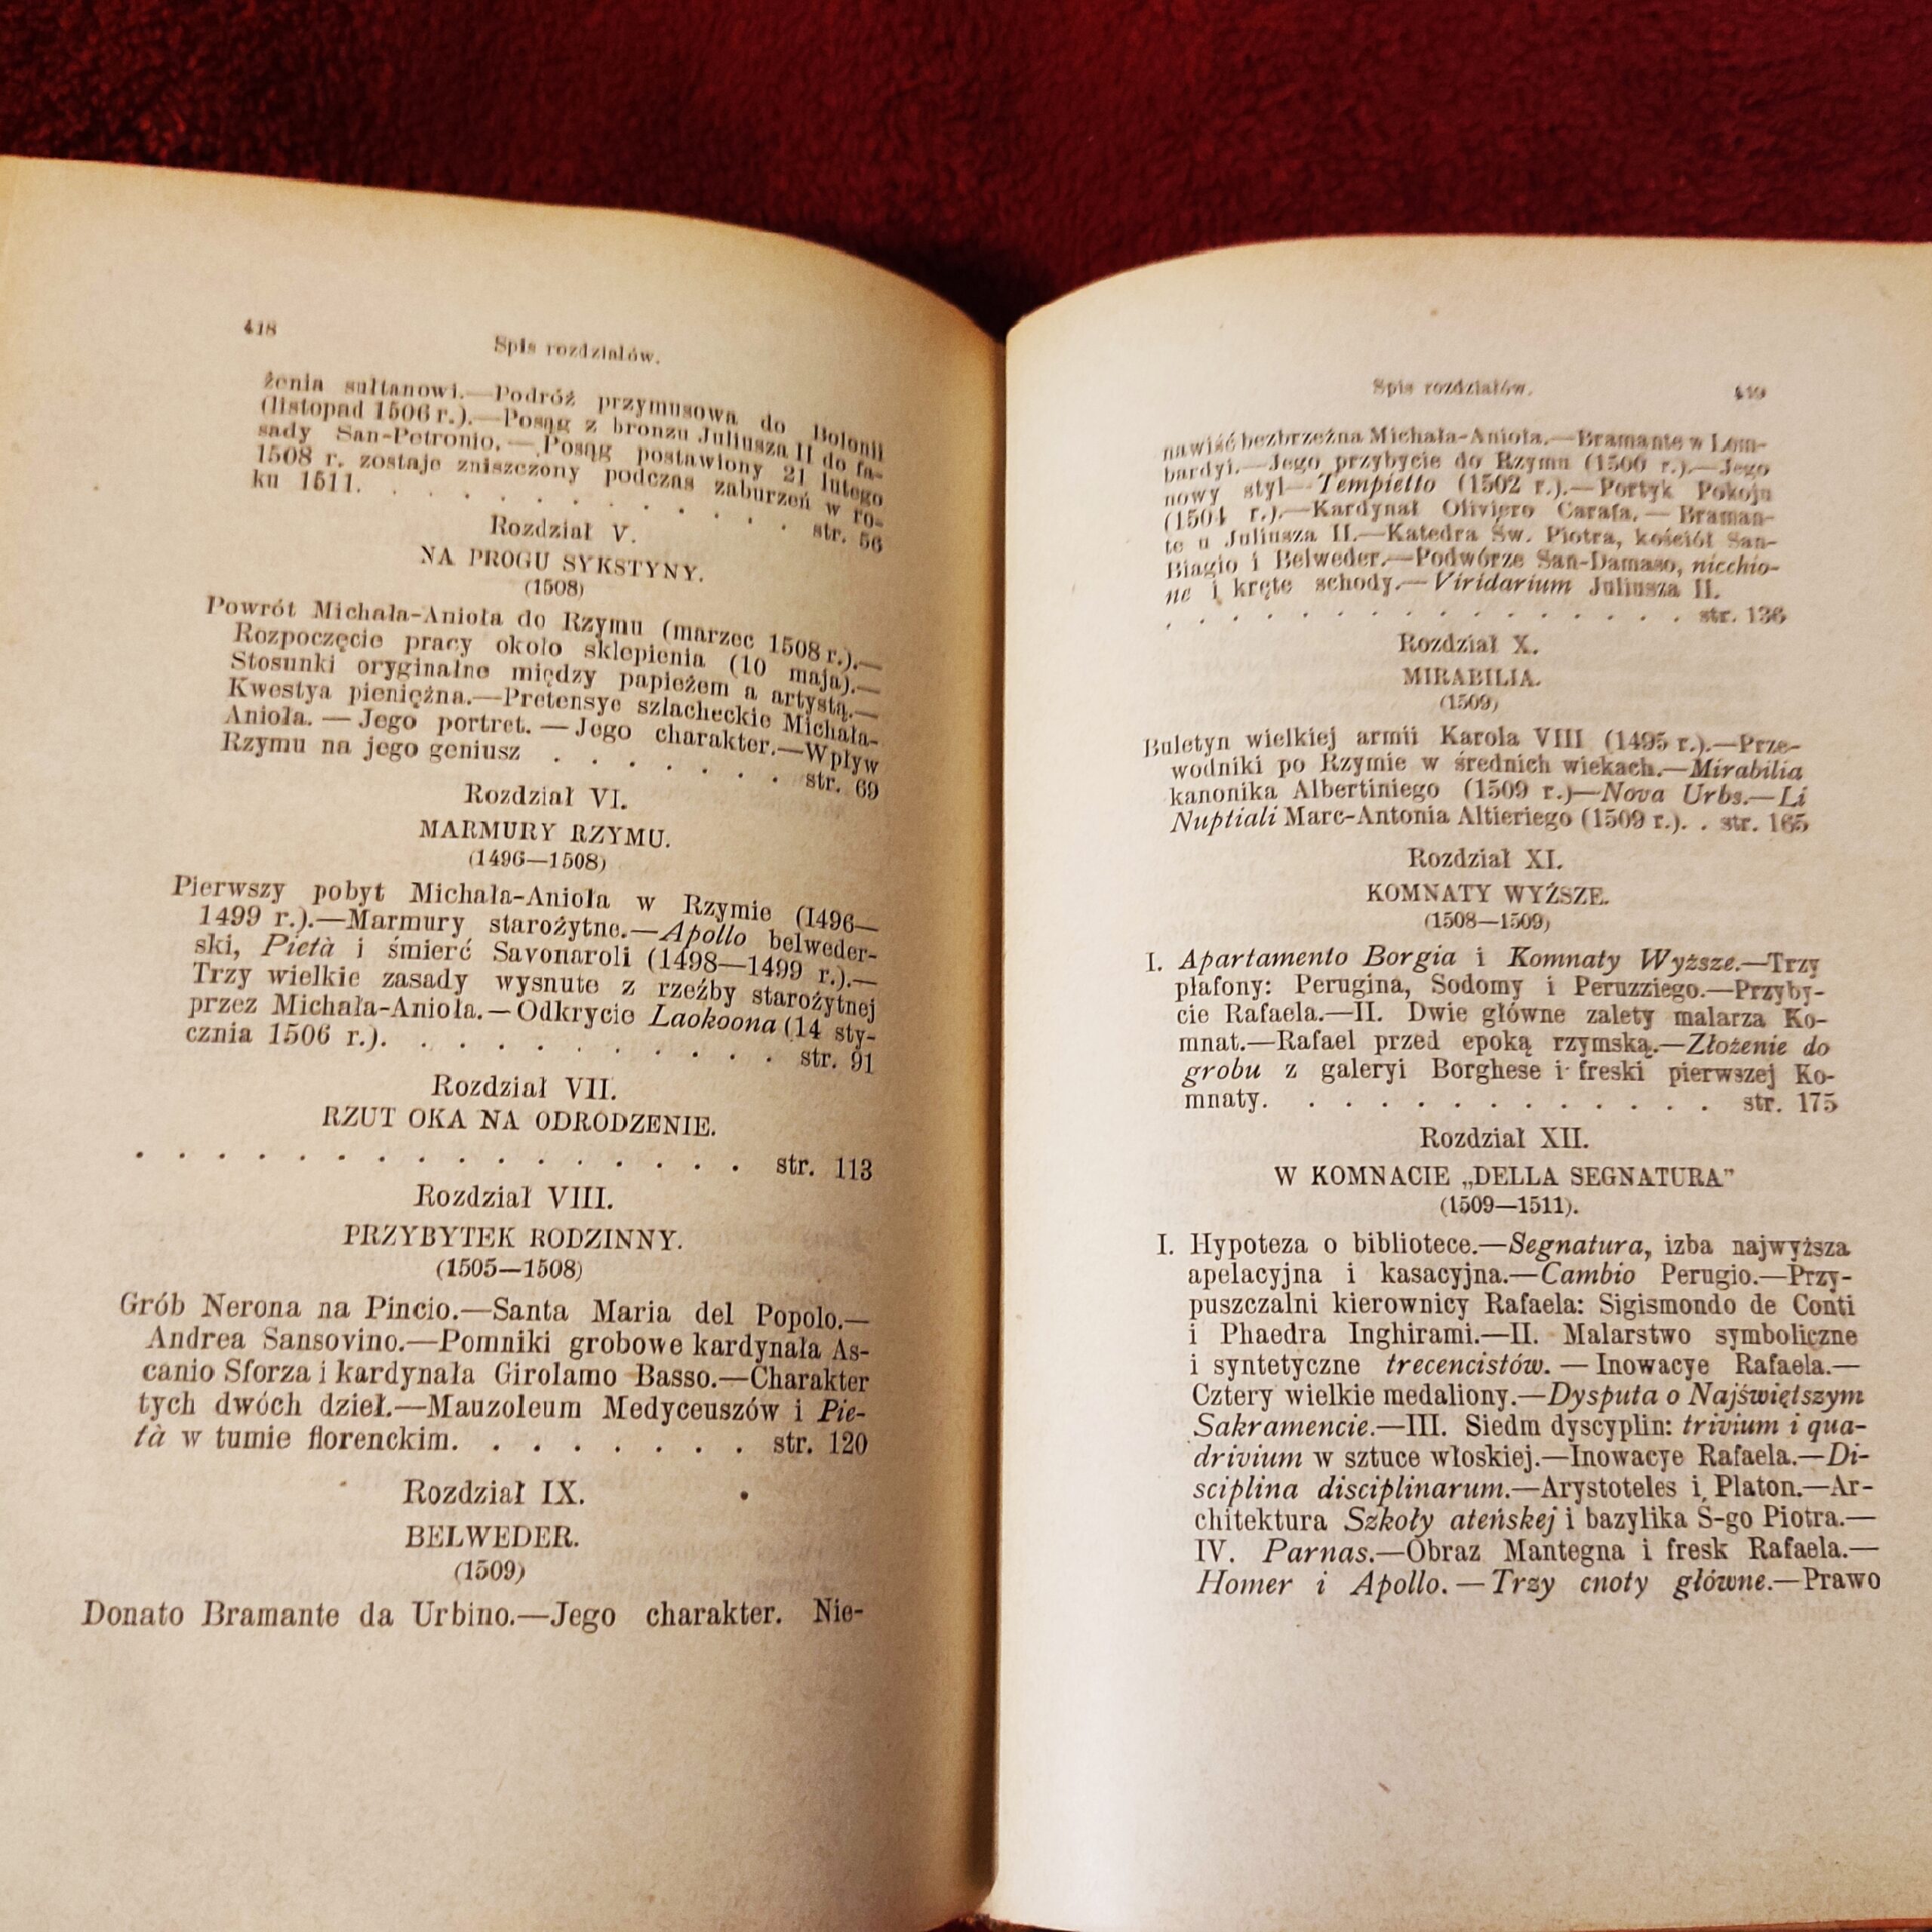 418
Spis rozdziałów.
żenia sułtanowi.—Podróż przymusowa do Bolonii
(listopad 1506 r.).—Posąg z bronzu Juliusza II do fa-
sady San-Petronio.—Posąg postawiony 21 lutego
1508 r. zostaje zniszczony podczas zaburzeń w ro-
ku 1511. . . . . . . . . . . . str. 56
Rozdział V.
NA PROGU SYKSTYNY.
(1508)
Powrót Michała-Anioła do Rzymu (marzec 1508 r.).—
Rozpoczęcie pracy około sklepienia (10 maja).—
Stosunki oryginalne między papieżem a artystą.—
Kwestya pieniężna.—Pretensye szlacheckie Michała-
Anioła. — Jego portret. — Jego charakter.—Wpływ
Rzymu na jego geniusz . . . . . . . str. 69
Rozdział VI.
MARMURY RZYMU.
(1496—1508)
Pierwszy pobyt Michała-Anioła w Rzymie (1496—
1499 r.).—Marmury starożytne.—Apollo belweder-
ski, Pietà i śmierć Savonaroli (1498—1499 r.).—
Trzy wielkie zasady wysnute z rzeźby starożytnej
przez Michała-Anioła.—Odkrycie Laokoona (14 sty-
cznia 1506 r.). . . . . . . . . . . str. 91
Rozdział VII.
RZUT OKA NA ODRODZENIE.
. . . . . . . . . . . . . . . . str. 113
Rozdział VIII.
PRZYBYTEK RODZINNY.
(1505—1508)
Grób Nerona na Pincio.—Santa Maria del Popolo.—
Andrea Sansovino.—Pomniki grobowe kardynała As-
canio Sforza i kardynała Girolamo Basso.—Charakter
tych dwóch dzieł.—Mauzoleum Medyceuszów i Pie-
tà w tumie florenckim. . . . . . . . str. 120
Rozdział IX.
BELWEDER.
(1509)
Donato Bramante da Urbino.—Jego charakter. Nie-
Spis rozdziałów.
419
nawiść bezbrzeżna Michała-Anioła.—Bramante w Lom-
bardyi.—Jego przybycie do Rzymu (1500 r.).—Jego
nowy styl—Tempietto (1502 r.).—Portyk Pokoju
(1504 r.).—Kardynał Oliviero Carafa. — Braman-
te u Juliusza II.—Katedra Św. Piotra, kościół San-
Biagio i Belweder.—Podwórze San-Damaso, nicchio-
ne i kręte schody.—Viridarium Juliusza II.
. . . . . . . . . . . . . . . . str. 136
Rozdział X.
MIRABILIA.
(1509)
Buletyn wielkiej armii Karola VIII (1495 r.).—Prze-
wodniki po Rzymie w średnich wiekach.—Mirabilia
kanonika Albertiniego (1509 r.)—Nova Urbs.—Li
Nuptiali Marc-Antonia Altieriego (1509 r.). . str. 165
Rozdział XI.
KOMNATY WYŻSZE.
(1508—1509)
I. Apartamento Borgia i Komnaty Wyższe.—Trzy
plafony: Perugina, Sodomy i Peruzziego.—Przyby-
cie Rafaela.—II. Dwie główne zalety malarza Ko-
mnat.—Rafael przed epoką rzymską.—Złożenie do
grobu z galeryi Borghese i freski pierwszej Ko-
mnaty. . . . . . . . . . . . . str. 175
Rozdział XII.
W KOMNACIE „DELLA SEGNATURA”
(1509—1511).
I. Hypoteza o bibliotece.—Segnatura, izba najwyższa
apelacyjna i kasacyjna.—Cambio Perugio.—Przy-
puszczalni kierownicy Rafaela: Sigismondo de Conti
i Phaedra Inghirami.—II. Malarstwo symboliczne
i syntetyczne trecencistów. — Inowacye Rafaela.—
Cztery wielkie medaliony.—Dysputa o Najświętszym
Sakramencie.—III. Siedm dyscyplin: trivium i qua-
drivium w sztuce włoskiej.—Inowacye Rafaela.—Di-
sciplina disciplinarum.—Arystoteles i Platon.—Ar-
chitektura Szkoły ateńskej i bazylika S-go Piotra.—
IV. Parnas.—Obraz Mantegna i fresk Rafaela.—
Homer i Apollo. — Trzy cnoty główne.—Prawo